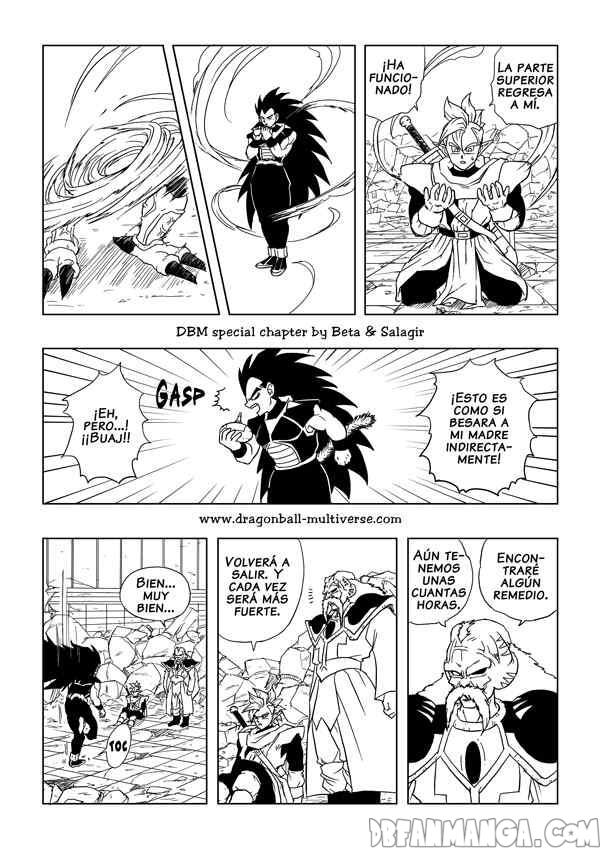 LA PARTE
SUPERIOR
REGRESA
A MÍ.
¡HA
FUNCIO-
NADO!
DBM special chapter by Beta & Salagir
¡ESTO ES
COMO SI
BESARA A
MI MADRE
INDIRECTA-
MENTE!
GASP
¡EH,
PERO...!
¡¡BUAJ!!
www.dragonball-multiverse.com
ENCON-
TRARÉ
ALGÚN
REMEDIO.
AÚN TE-
NEMOS
UNAS
CUANTAS
HORAS.
VOLVERÁ A
SALIR. Y
CADA VEZ
SERÁ MÁS
FUERTE.
BIEN...
MUY
BIEN...
TOC
DBFANMANGA.COM